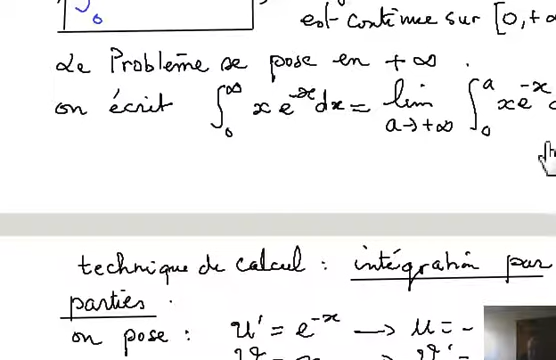 est continue sur [0, +∞
Le Problème se pose en +∞.
on écrit ∫₀^∞ x e^{-x} dx = lim_{a→+∞} ∫₀^a x e^{-x}
technique de calcul : intégration par
parties.
on pose : u' = e^{-x} → u = -